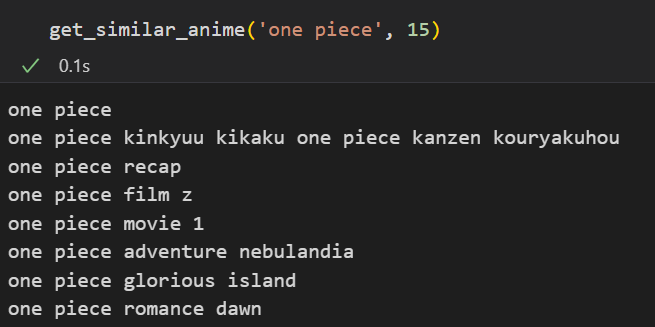 get_similar_anime('one piece', 15)
0.1s
one piece
one piece kinkyuu kikaku one piece kanzen kouryakuhou
one piece recap
one piece film z
one piece movie 1
one piece adventure nebulandia
one piece glorious island
one piece romance dawn